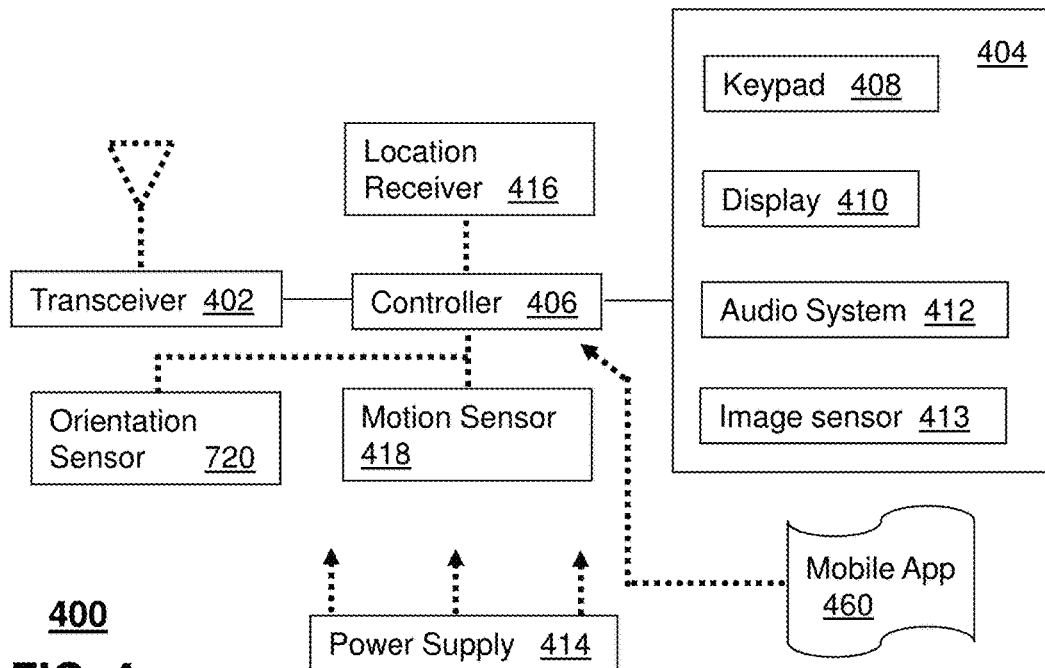 404
Keypad 408
Display 410
Audio System 412
Image sensor 413
Location
Receiver 416
Transceiver 402
Controller 406
Orientation
Sensor 720
Motion Sensor
418
Mobile App
460
400
Power Supply 414